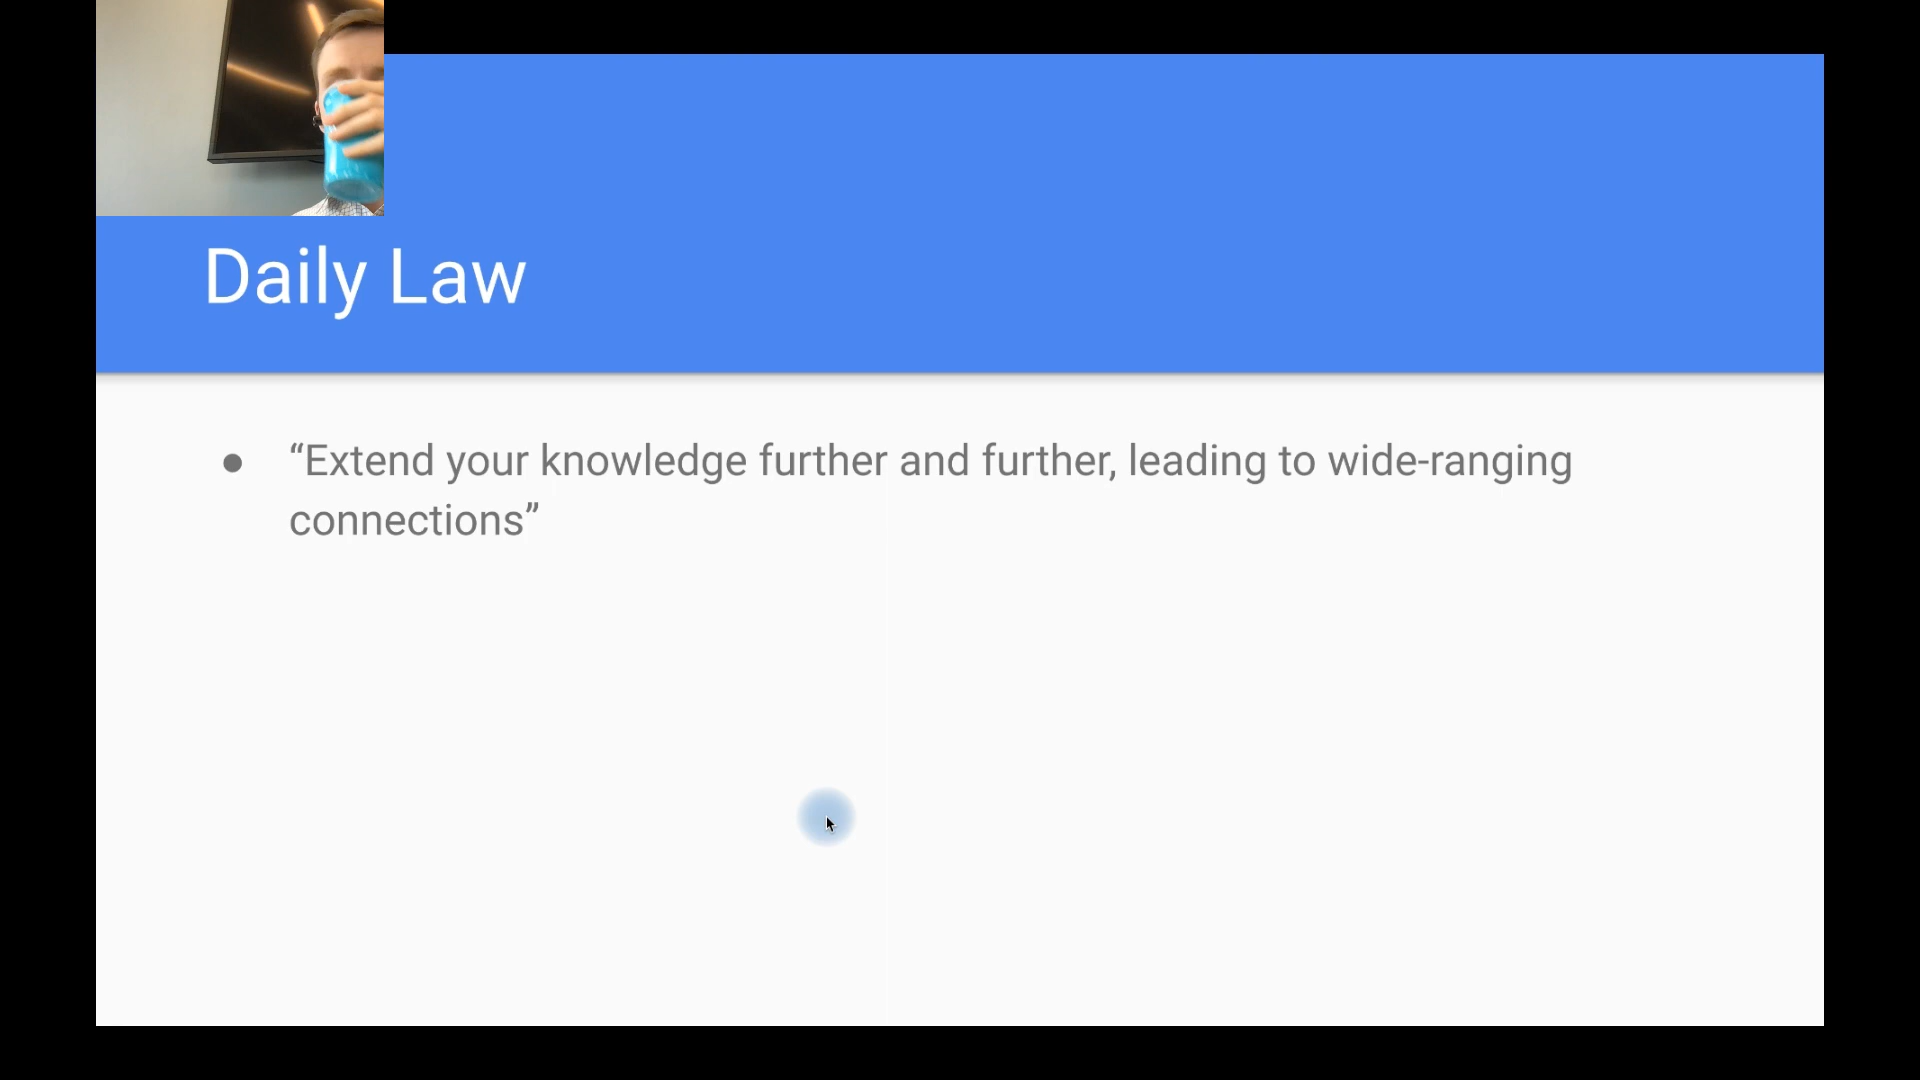 Daily Law
● “Extend your knowledge further and further, leading to wide-ranging
connections”